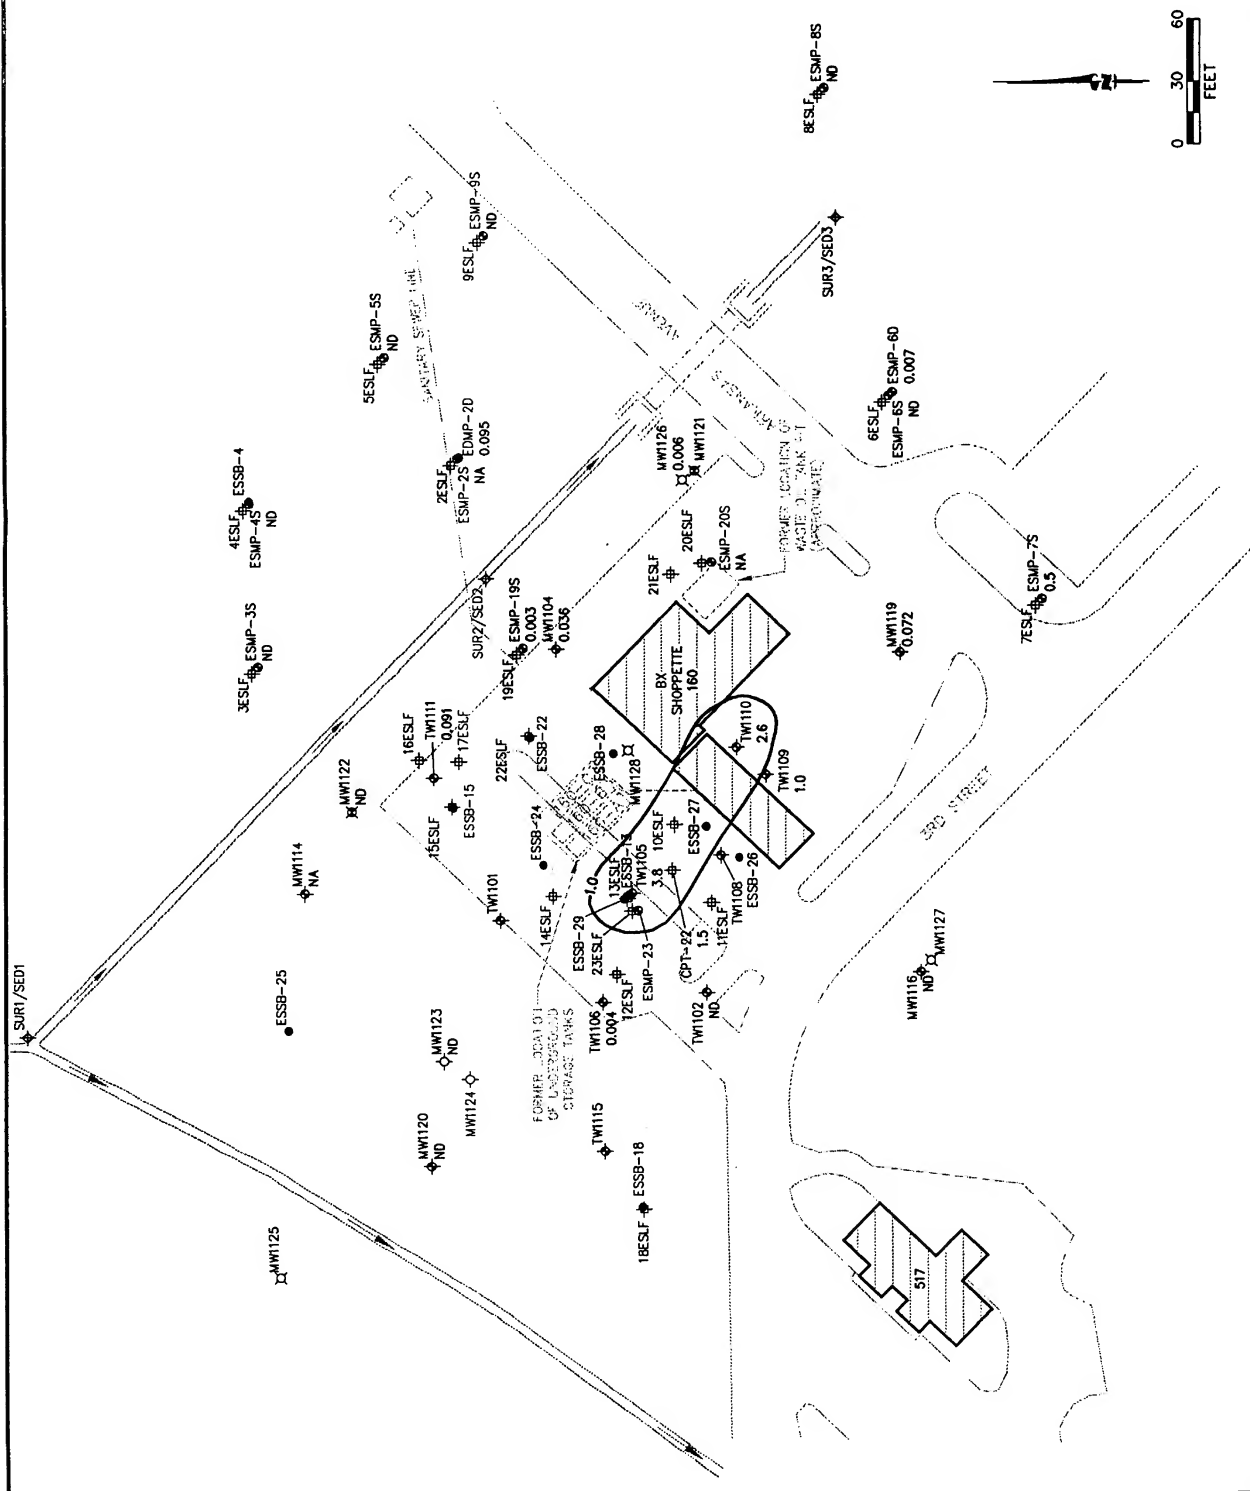 SUR1/SED1
ESSB-25
MW1114
NA
MW1122
ND
MW1123
ND
MW1124
MW1120
ND
MW1125
TW1115
18ESLF
ESSB-18
TW1101
TW1106
0.004
12ESLF
TW1102
ND
FORMER LOCATION
OF UNDERGROUND
STORAGE TANKS
14ESLF
ESSB-24
15ESLF
ESSB-15
16ESLF
TW1111
0.091
17ESLF
22ESLF
ESSB-22
ESSB-28
MW1128
ESSB-29
23ESLF
ESMP-23
13ESLF
ESSB-13
TW1105
3.8
1.0
10ESLF
ESSB-27
CPT-22
1.5
11ESLF
TW1108
ESSB-26
TW1109
1.0
TW1110
2.6
BX
SHOPPETTE
160
3ESLF
ESMP-3S
ND
4ESLF
ESSB-4
ESMP-4S
ND
5ESLF
ESMP-5S
ND
SANITARY SEWER LINE
2ESLF
EDMP-2D
0.095
ESMP-2S
NA
SUR2/SED2
19ESLF
ESMP-19S
0.003
MW1104
0.036
9ESLF
ESMP-9S
ND
8ESLF
ESMP-8S
ND
SUR3/SED3
ARKANSAS
AVENUE
MW1126
0.006
MW1121
20ESLF
21ESLF
ESMP-20S
NA
FORMER LOCATION OF
WASTE OIL TANK PIT
(APPROXIMATE)
6ESLF
ESMP-6S
ND
ESMP-6D
0.007
7ESLF
ESMP-7S
0.5
MW1119
0.072
3RD STREET
MW1116
ND
MW1127
517
0
30
60
FEET